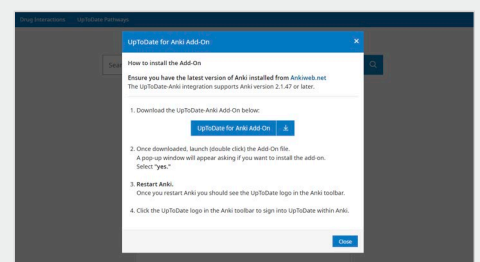 Drug Interactions UpToDate Pathways
UpToDate for Anki Add-On ×
How to install the Add-On
Ensure you have the latest version of Anki installed from Ankiweb.net
The UpToDate-Anki integration supports Anki version 2.1.47 or later.
1. Download the UpToDate-Anki Add-On below:
UpToDate for Anki Add-On
2. Once downloaded, launch (double click) the Add-On file.
A pop-up window will appear asking if you want to install the add-on.
Select "yes."
3. Restart Anki.
Once you restart Anki you should see the UpToDate logo in the Anki toolbar.
4. Click the UpToDate logo in the Anki toolbar to sign into UpToDate within Anki.
Close